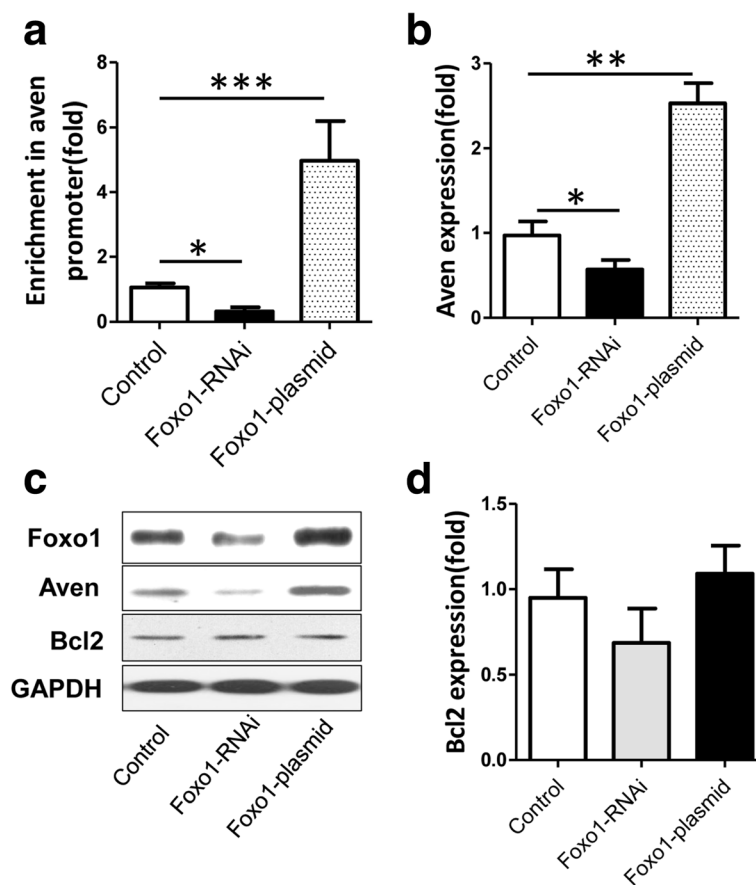 a
Enrichment in aven
promoter(fold)
8
6
4
2
0
***
*
Control
Foxo1-RNAi
Foxo1-plasmid
b
Aven expression(fold)
3
2
1
0
**
*
Control
Foxo1-RNAi
Foxo1-plasmid
c
Foxo1
Aven
Bcl2
GAPDH
Control
Foxo1-RNAi
Foxo1-plasmid
d
Bcl2 expression(fold)
1.5
1.0
0.5
0.0
Control
Foxo1-RNAi
Foxo1-plasmid